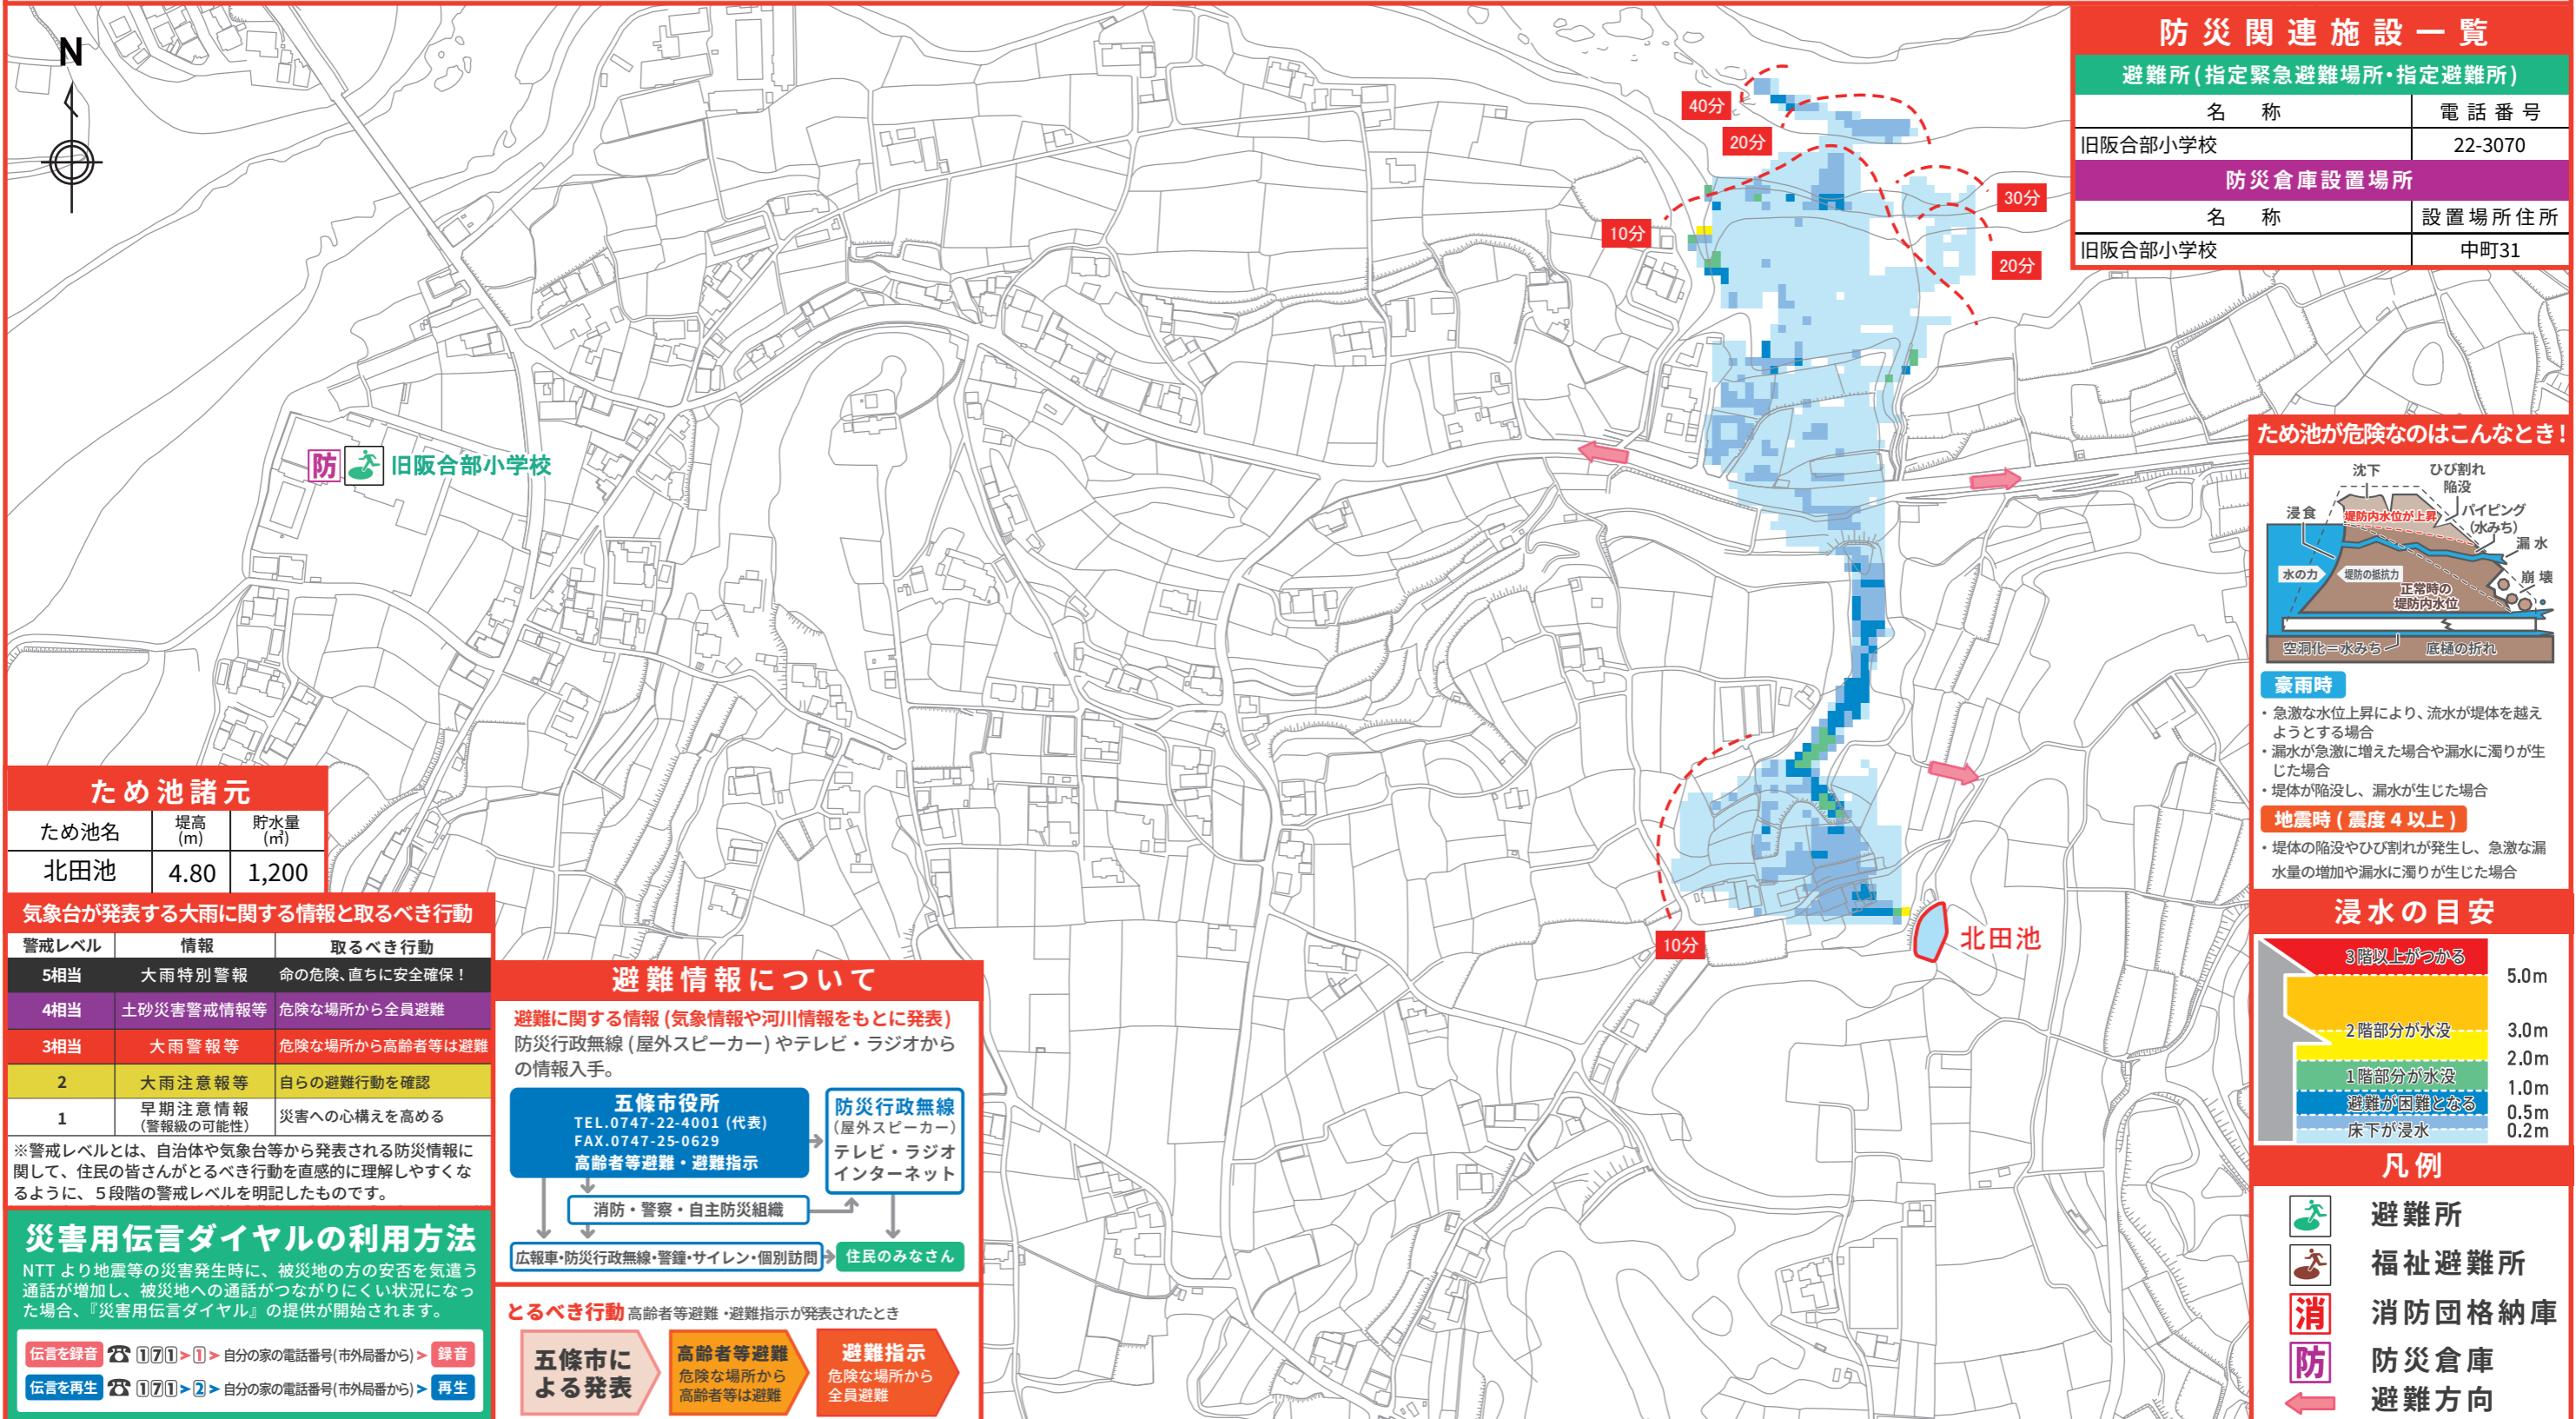 N
40分
20分
10分
30分
20分
10分
防
旧阪合部小学校
北田池
防災関連施設一覧
避難所(指定緊急避難場所・指定避難所)
名　称 電話番号
旧阪合部小学校 22-3070
防災倉庫設置場所
名　称 設置場所住所
旧阪合部小学校 中町31
ため池が危険なのはこんなとき!
沈下
ひび割れ
陥没
浸食
堤防内水位が上昇
パイピング
(水みち)
漏水
水の力
堤防の抵抗力
正常時の
堤防内水位
崩壊
空洞化=水みち
底樋の折れ
豪雨時
・急激な水位上昇により、流水が堤体を越え
ようとする場合
・漏水が急激に増えた場合や漏水に濁りが生
じた場合
・堤体が陥没し、漏水が生じた場合
地震時(震度4以上)
・堤体の陥没やひび割れが発生し、急激な漏
水量の増加や漏水に濁りが生じた場合
浸水の目安
3階以上がつかる
5.0m
2階部分が水没
3.0m
2.0m
1階部分が水没
1.0m
避難が困難となる
0.5m
床下が浸水
0.2m
凡例
避難所
福祉避難所
消 消防団格納庫
防 防災倉庫
避難方向
ため池諸元
ため池名 堤高(m) 貯水量(㎥)
北田池 4.80 1,200
気象台が発表する大雨に関する情報と取るべき行動
警戒レベル 情報 取るべき行動
5相当 大雨特別警報 命の危険、直ちに安全確保!
4相当 土砂災害警戒情報等 危険な場所から全員避難
3相当 大雨警報等 危険な場所から高齢者等は避難
2 大雨注意報等 自らの避難行動を確認
1 早期注意情報(警報級の可能性) 災害への心構えを高める
※警戒レベルとは、自治体や気象台等から発表される防災情報に
関して、住民の皆さんがとるべき行動を直感的に理解しやすくな
るように、5段階の警戒レベルを明記したものです。
災害用伝言ダイヤルの利用方法
NTTより地震等の災害発生時に、被災地の方の安否を気遣う
通話が増加し、被災地への通話がつながりにくい状況になっ
た場合、『災害用伝言ダイヤル』の提供が開始されます。
伝言を録音 ☎ 171>1>自分の家の電話番号(市外局番から)>録音
伝言を再生 ☎ 171>2>自分の家の電話番号(市外局番から)>再生
避難情報について
避難に関する情報(気象情報や河川情報をもとに発表)
防災行政無線(屋外スピーカー)やテレビ・ラジオから
の情報入手。
五條市役所
TEL.0747-22-4001(代表)
FAX.0747-25-0629
高齢者等避難・避難指示
防災行政無線
(屋外スピーカー)
テレビ・ラジオ
インターネット
消防・警察・自主防災組織
広報車・防災行政無線・警鐘・サイレン・個別訪問
住民のみなさん
とるべき行動 高齢者等避難・避難指示が発表されたとき
五條市に
よる発表
高齢者等避難
危険な場所から
高齢者等は避難
避難指示
危険な場所から
全員避難